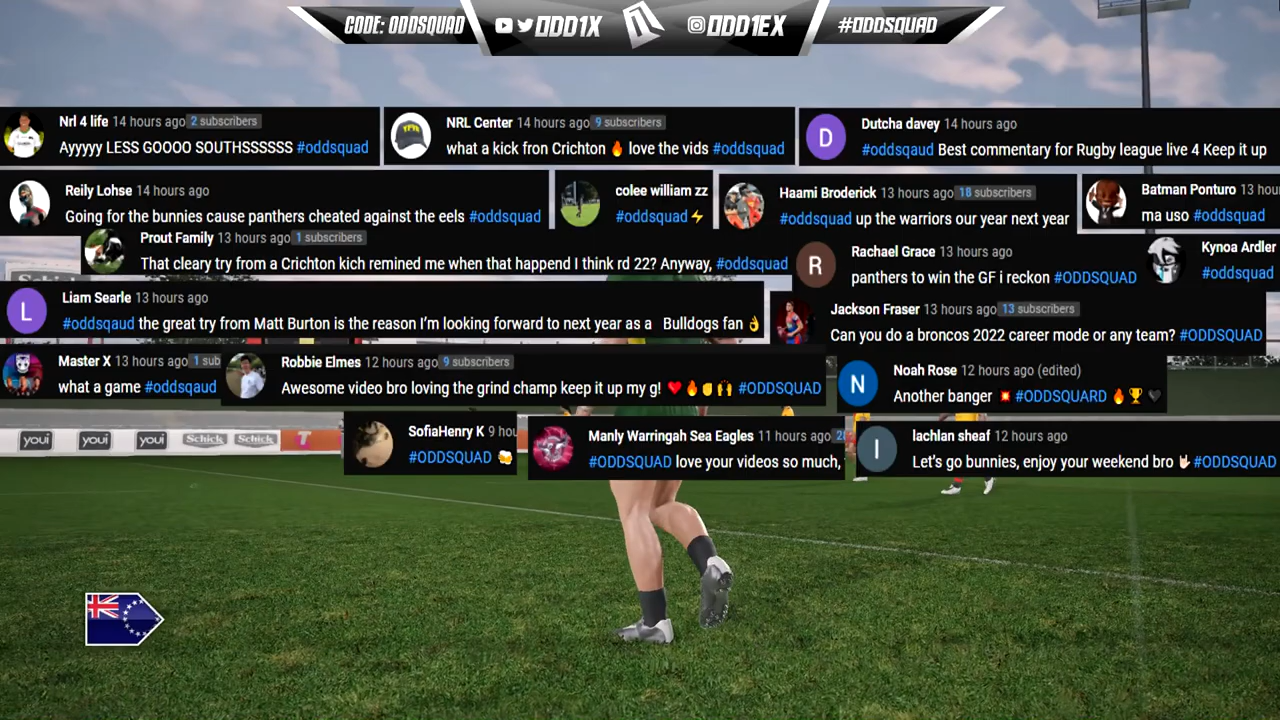 CODE: ODDSQUAD
ODD1X
ODD1EX
#ODDSQUAD
Nrl 4 life 14 hours ago 2 subscribers
Ayyyyy LESS GOOOO SOUTHSSSSSS #oddsquad
NRL Center 14 hours ago 9 subscribers
what a kick fron Crichton 🔥 love the vids #oddsquad
D
Dutcha davey 14 hours ago
#oddsqaud Best commentary for Rugby league live 4 Keep it up
Reily Lohse 14 hours ago
Going for the bunnies cause panthers cheated against the eels #oddsquad
colee william zz
#oddsquad⚡
Haami Broderick 13 hours ago 18 subscribers
#oddsquad up the warriors our year next year
Batman Ponturo 13 hou
ma uso #oddsquad
Prout Family 13 hours ago 1 subscribers
That cleary try from a Crichton kich remined me when that happend I think rd 22? Anyway, #oddsquad
R
Rachael Grace 13 hours ago
panthers to win the GF i reckon #ODDSQUAD
Kynoa Ardler
#oddsquad
L
Liam Searle 13 hours ago
#oddsqaud the great try from Matt Burton is the reason I'm looking forward to next year as a Bulldogs fan 👌
Jackson Fraser 13 hours ago 13 subscribers
Can you do a broncos 2022 career mode or any team? #ODDSQUAD
Master X 13 hours ago 1 sub
what a game #oddsqaud
Robbie Elmes 12 hours ago 9 subscribers
Awesome video bro loving the grind champ keep it up my g! ❤️🔥✊🙌 #ODDSQUAD
N
Noah Rose 12 hours ago (edited)
Another banger 💥 #ODDSQUARD 🔥🏆🖤
SofiaHenry K 9 hou
#ODDSQUAD 🍻
Manly Warringah Sea Eagles 11 hours ago 2
#ODDSQUAD love your videos so much,
I
lachlan sheaf 12 hours ago
Let's go bunnies, enjoy your weekend bro 🤟🏻 #ODDSQUAD
youi
youi
youi
Schick
Schick
T